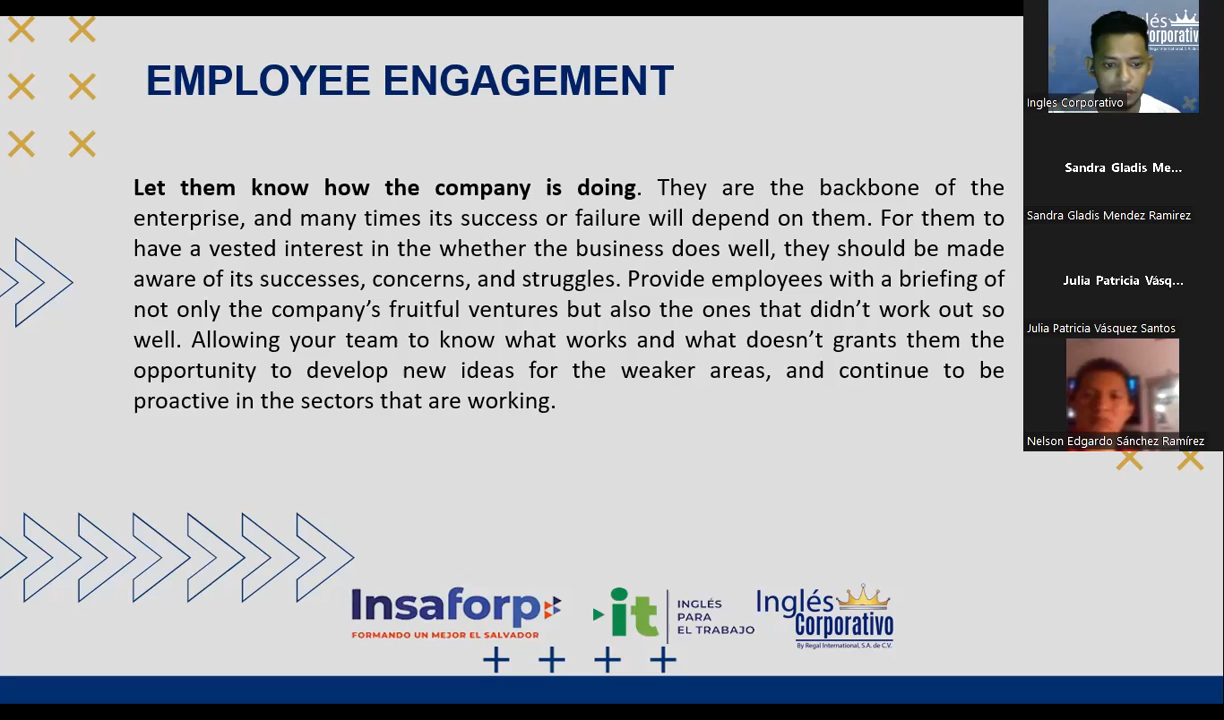 EMPLOYEE ENGAGEMENT
Let them know how the company is doing. They are the backbone of the
enterprise, and many times its success or failure will depend on them. For them to
have a vested interest in the whether the business does well, they should be made
aware of its successes, concerns, and struggles. Provide employees with a briefing of
not only the company’s fruitful ventures but also the ones that didn’t work out so
well. Allowing your team to know what works and what doesn’t grants them the
opportunity to develop new ideas for the weaker areas, and continue to be
proactive in the sectors that are working.
Insaforp
FORMANDO UN MEJOR EL SALVADOR
it
INGLÉS
PARA
EL TRABAJO
Inglés
Corporativo
By Regal International, S.A. de C.V.
lés
orporativ
Ingles Corporativo
Sandra Gladis Me...
Sandra Gladis Mendez Ramirez
Julia Patricia Vásq...
Julia Patricia Vásquez Santos
Nelson Edgardo Sánchez Ramírez